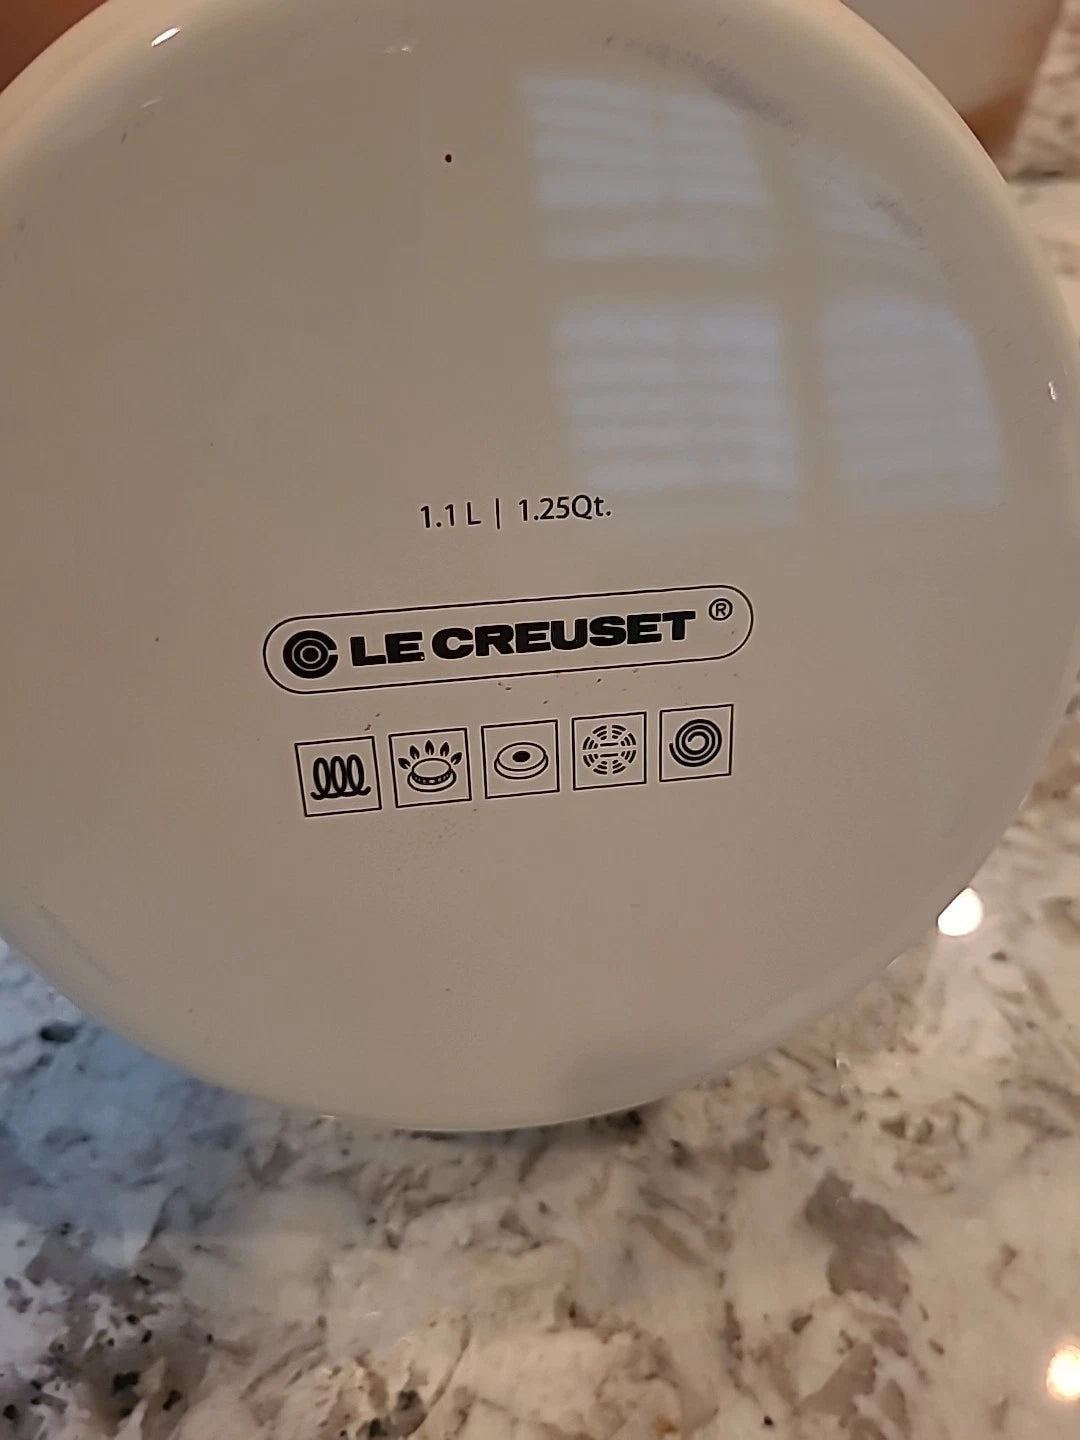 1.1 L | 1.25Qt.
LE CREUSET ®